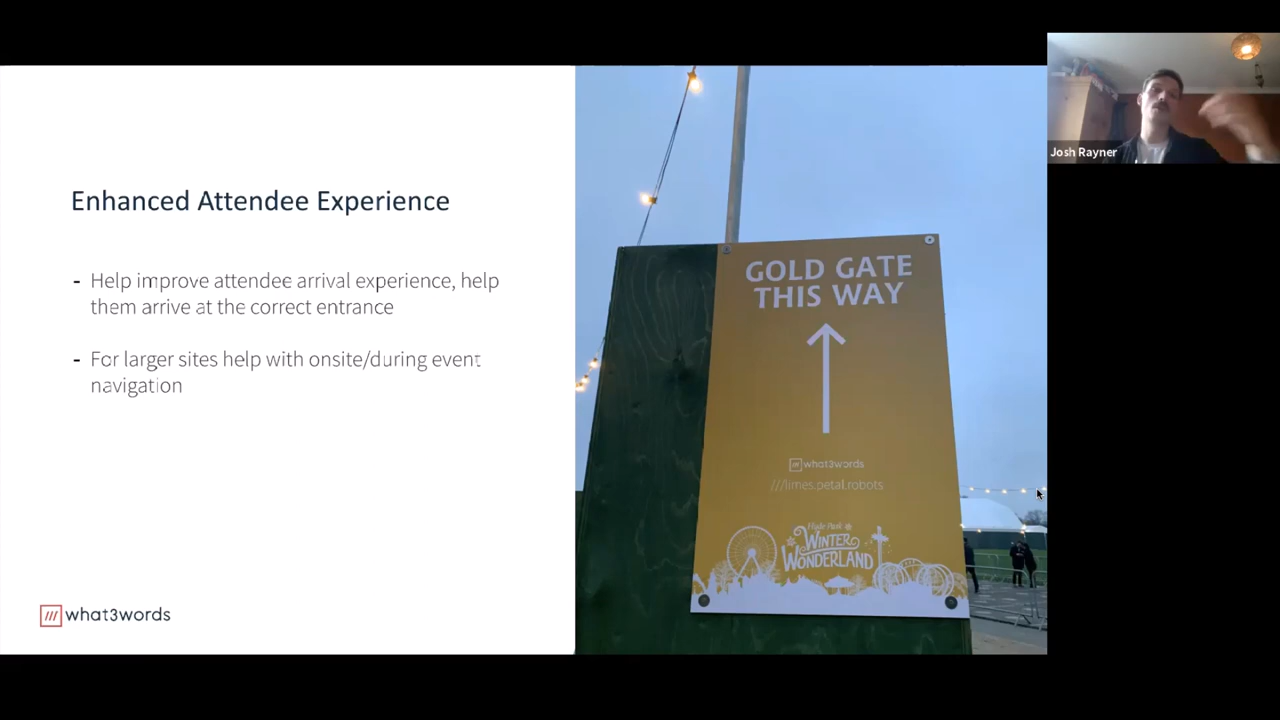 Enhanced Attendee Experience
- Help improve attendee arrival experience, help
them arrive at the correct entrance
- For larger sites help with onsite/during event
navigation
/// what3words
GOLD GATE
THIS WAY
/// what3words
///limes.petal.robots
Hyde Park
WINTER
WONDERLAND
Josh Rayner